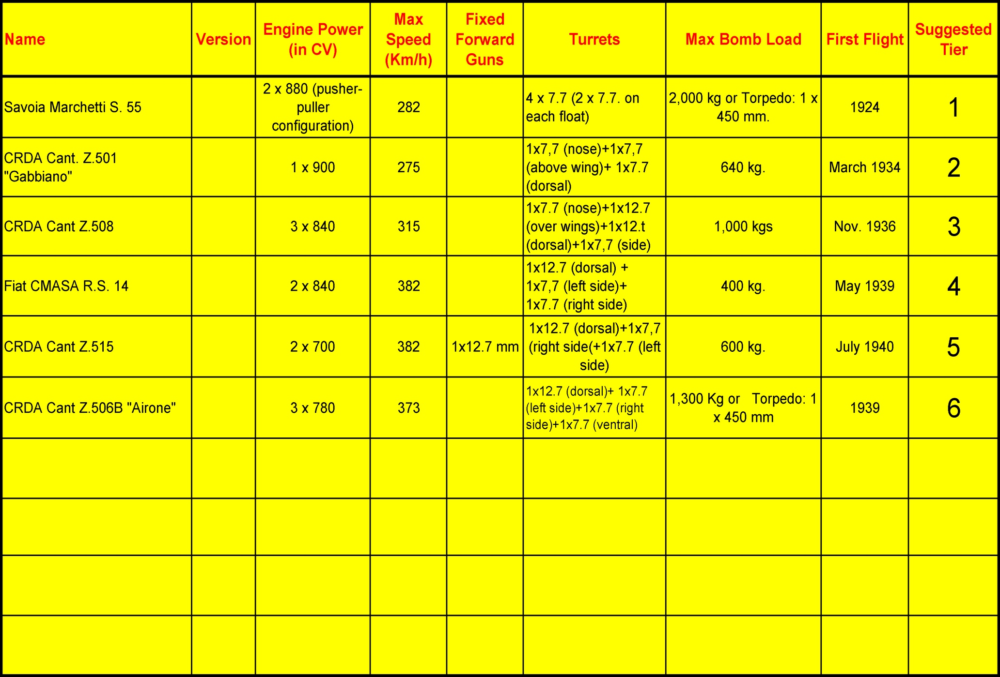 Name
Version
Engine Power
(in CV)
Max
Speed
(Km/h)
Fixed
Forward
Guns
Turrets
Max Bomb Load
First Flight
Suggested
Tier
Savoia Marchetti S. 55
2 x 880 (pusher-
puller
configuration)
282
4 x 7.7 (2 x 7.7. on
each float)
2,000 kg or Torpedo: 1 x
450 mm.
1924
1
CRDA Cant. Z.501
"Gabbiano"
1 x 900
275
1x7,7 (nose)+1x7,7
(above wing)+ 1x7.7
(dorsal)
640 kg.
March 1934
2
CRDA Cant Z.508
3 x 840
315
1x7.7 (nose)+1x12.7
(over wings)+1x12.t
(dorsal)+1x7,7 (side)
1,000 kgs
Nov. 1936
3
Fiat CMASA R.S. 14
2 x 840
382
1x12.7 (dorsal) +
1x7,7 (left side)+
1x7.7 (right side)
400 kg.
May 1939
4
CRDA Cant Z.515
2 x 700
382
1x12.7 mm
1x12.7 (dorsal)+1x7,7
(right side(+1x7.7 (left
side)
600 kg.
July 1940
5
CRDA Cant Z.506B "Airone"
3 x 780
373
1x12.7 (dorsal)+ 1x7.7
(left side)+1x7.7 (right
side)+1x7.7 (ventral)
1,300 Kg or   Torpedo: 1
x 450 mm
1939
6